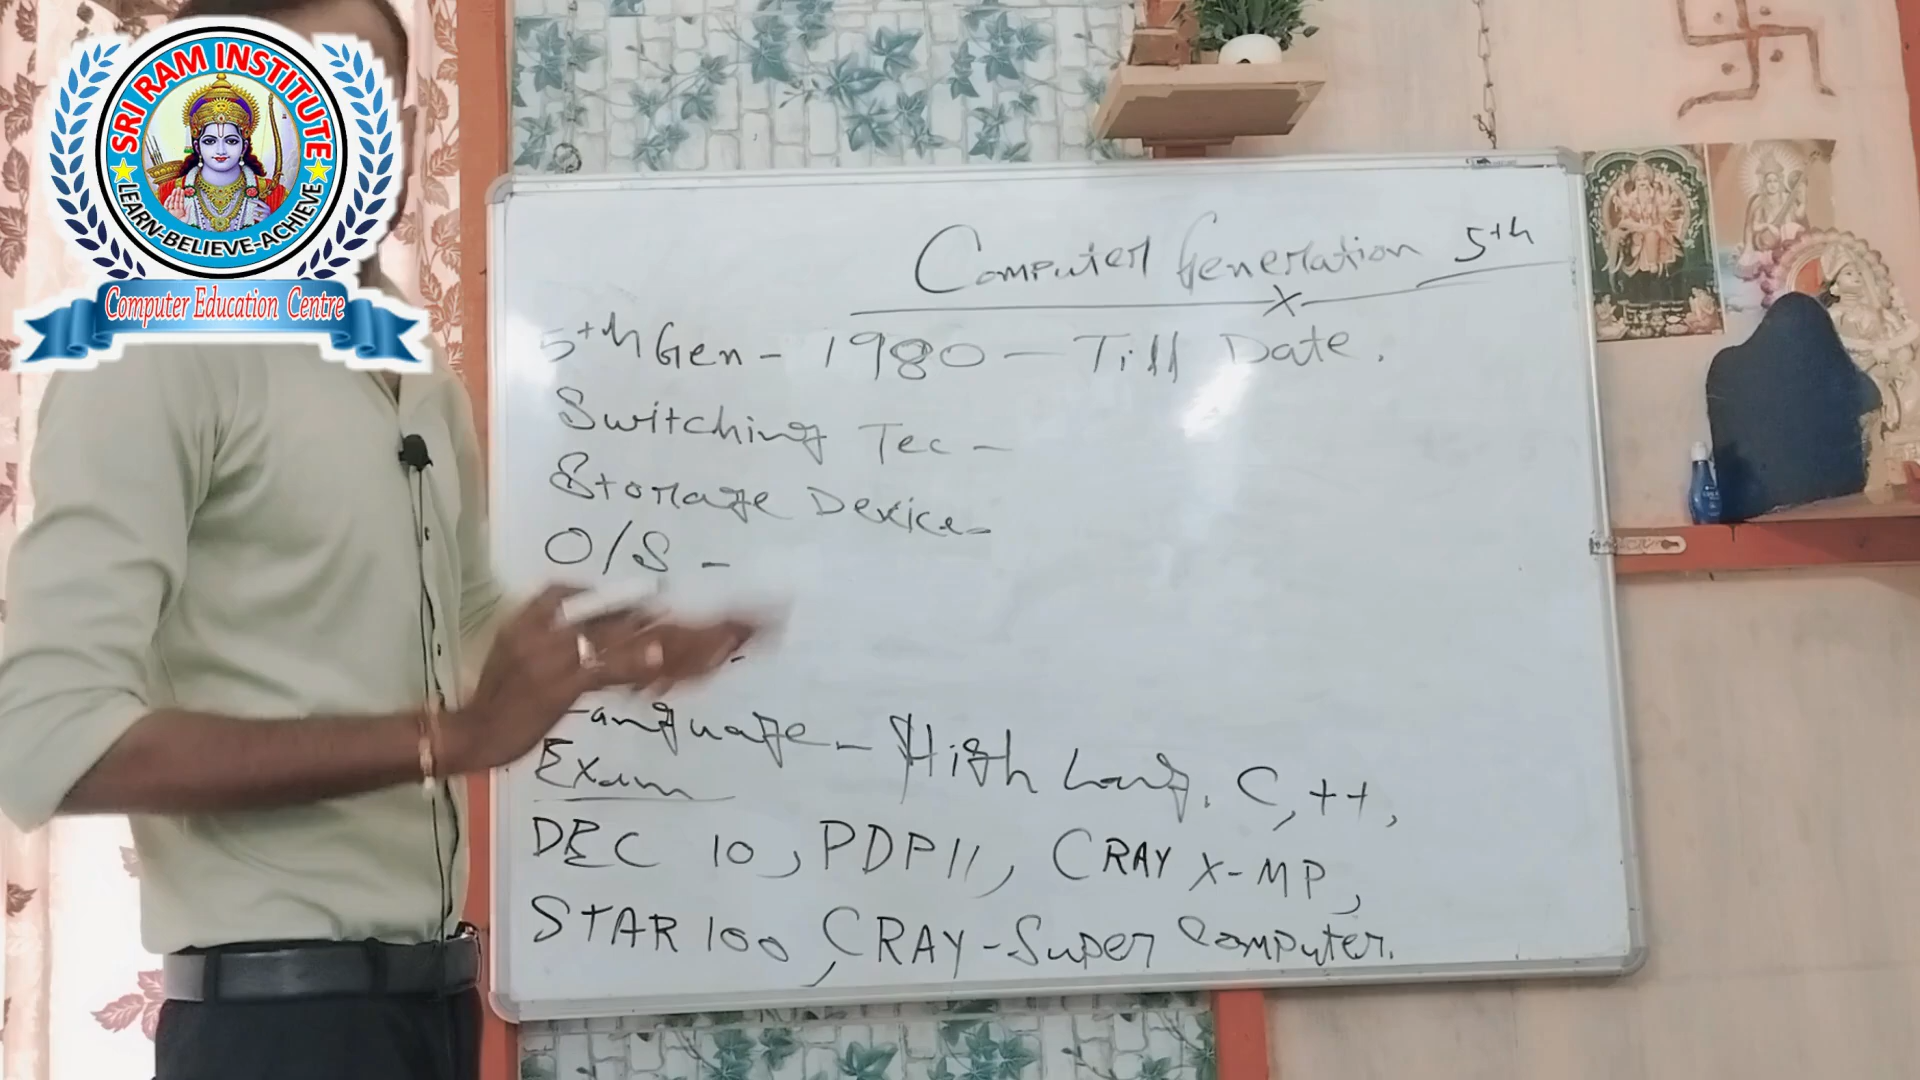 SRI RAM INSTITUTE
LEARN-BELIEVE-ACHIEVE
Computer Education Centre
Computer Generation 5th
x
5th Gen - 1980 - Till Date.
Switching Tec -
Storage Device -
O/S -
Language - High Lang. C, ++,
Exam
DEC 10, PDP11, CRAY X-MP,
STAR 100, CRAY-Super Computer.